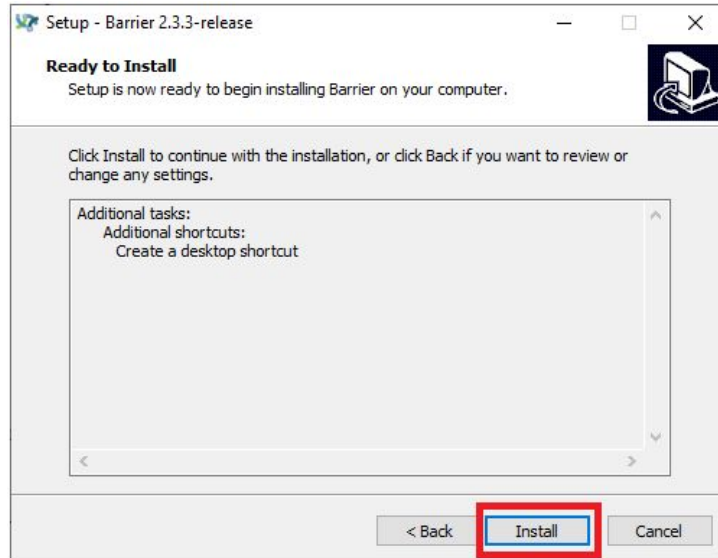 Setup - Barrier 2.3.3-release
Ready to Install
Setup is now ready to begin installing Barrier on your computer.
Click Install to continue with the installation, or click Back if you want to review or
change any settings.
Additional tasks:
Additional shortcuts:
Create a desktop shortcut
< Back Install Cancel